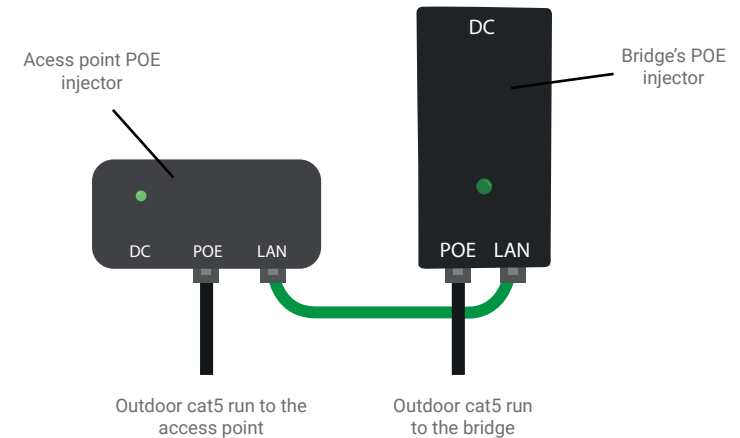 Acess point POE
injector
DC
Bridge's POE
injector
DC
POE
LAN
POE
LAN
Outdoor cat5 run to the
access point
Outdoor cat5 run
to the bridge